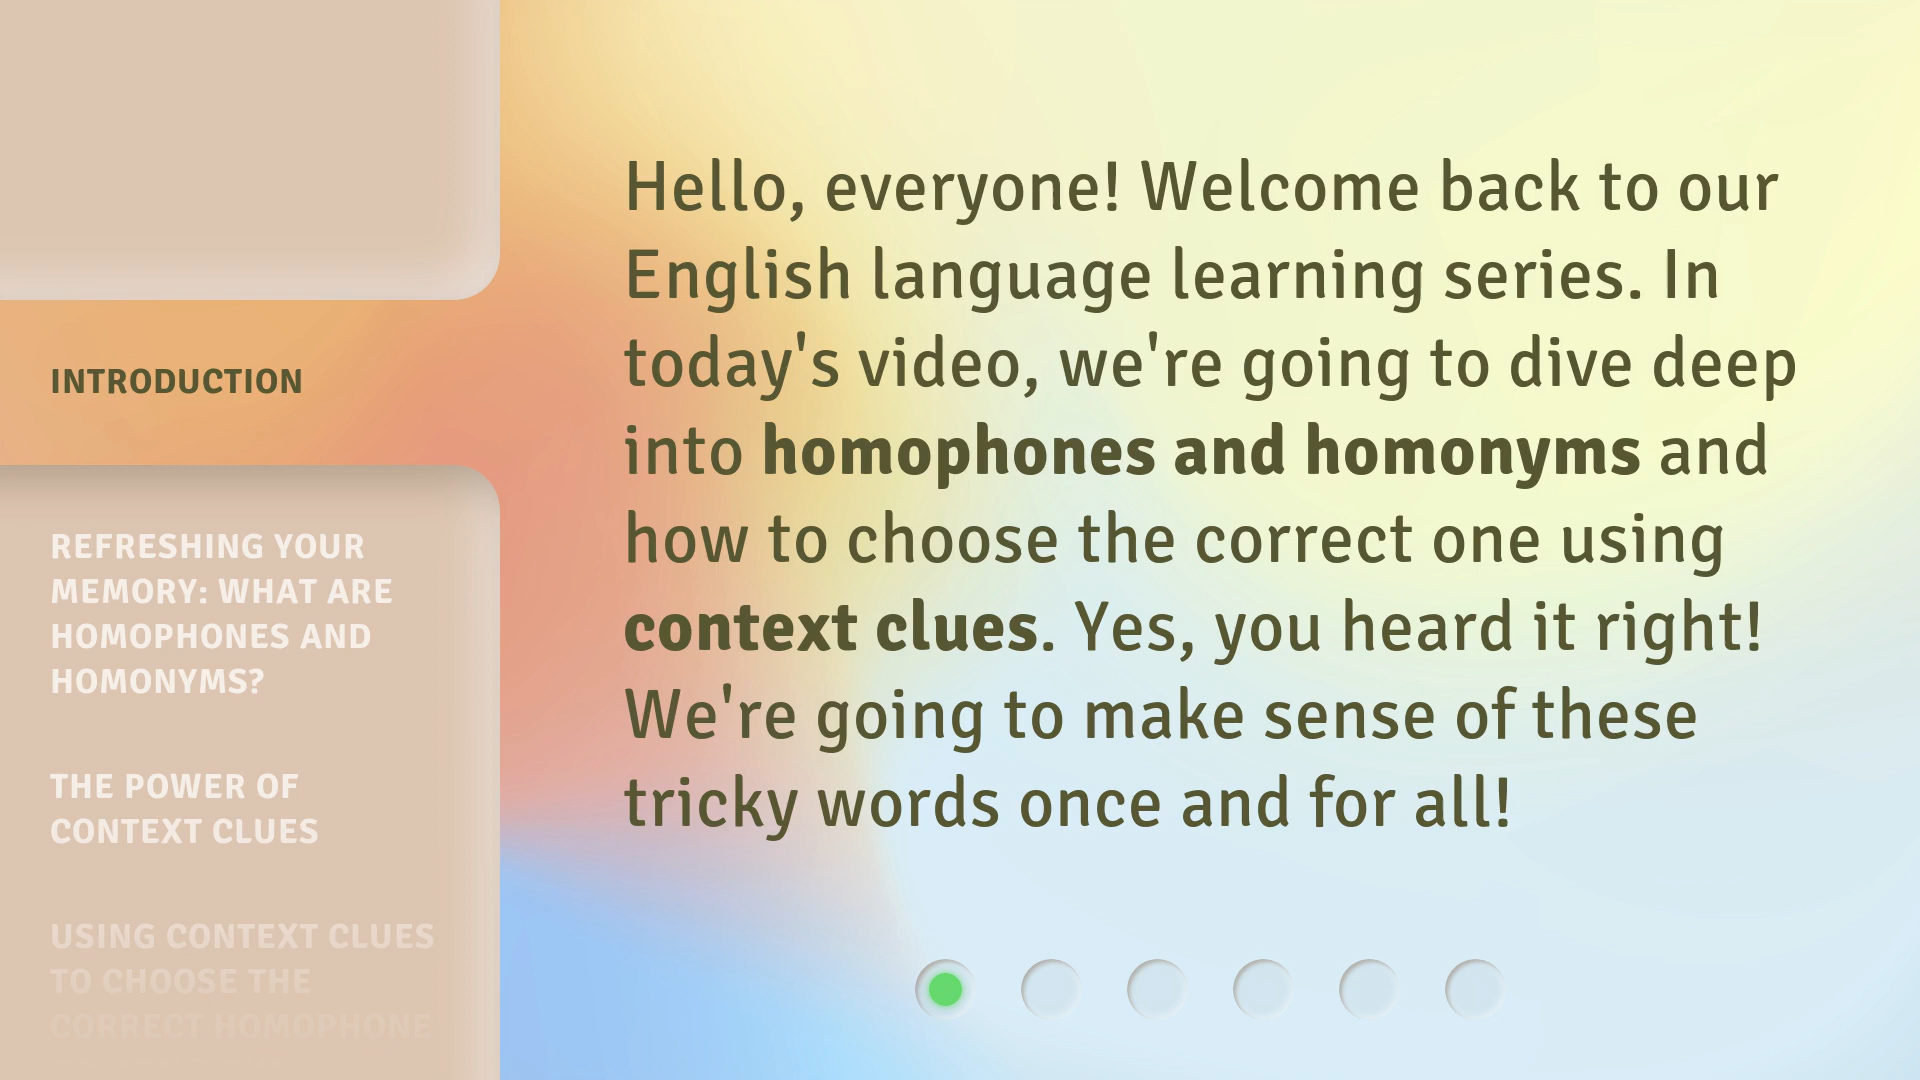 INTRODUCTION
REFRESHING YOUR
MEMORY: WHAT ARE
HOMOPHONES AND
HOMONYMS?
THE POWER OF
CONTEXT CLUES
USING CONTEXT CLUES
TO CHOOSE THE
CORRECT HOMOPHONE
Hello, everyone! Welcome back to our
English language learning series. In
today's video, we're going to dive deep
into homophones and homonyms and
how to choose the correct one using
context clues. Yes, you heard it right!
We're going to make sense of these
tricky words once and for all!